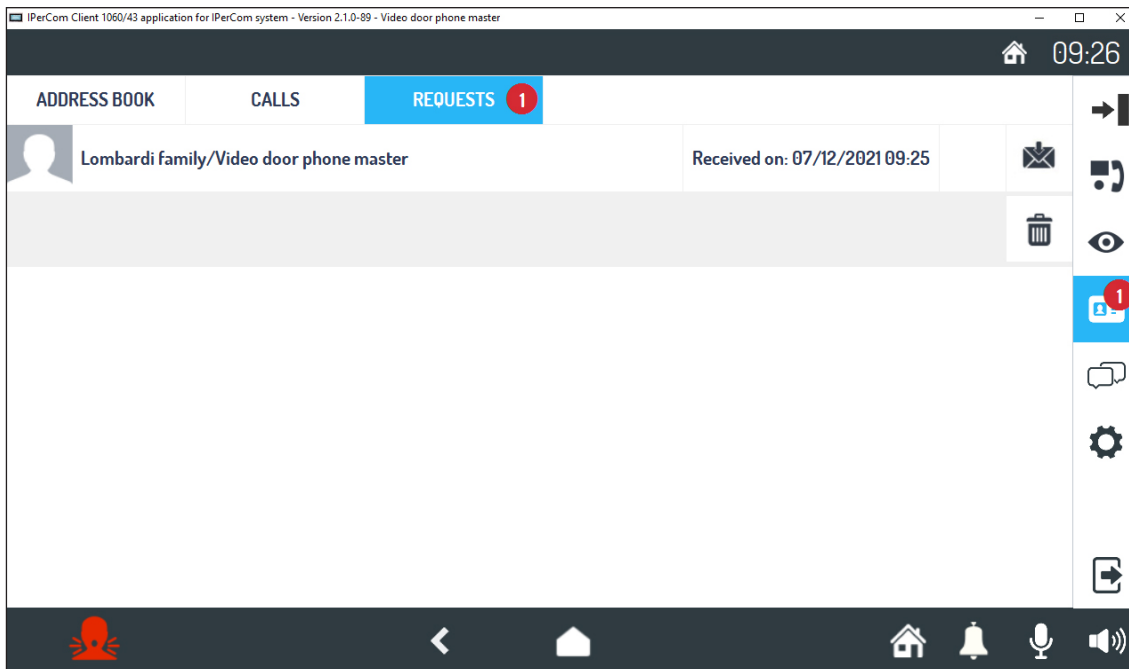 IPerCom Client 1060/43 application for IPerCom system - Version 2.1.0-89 - Video door phone master
09:26
ADDRESS BOOK CALLS REQUESTS 1
Lombardi family/Video door phone master Received on: 07/12/2021 09:25
1